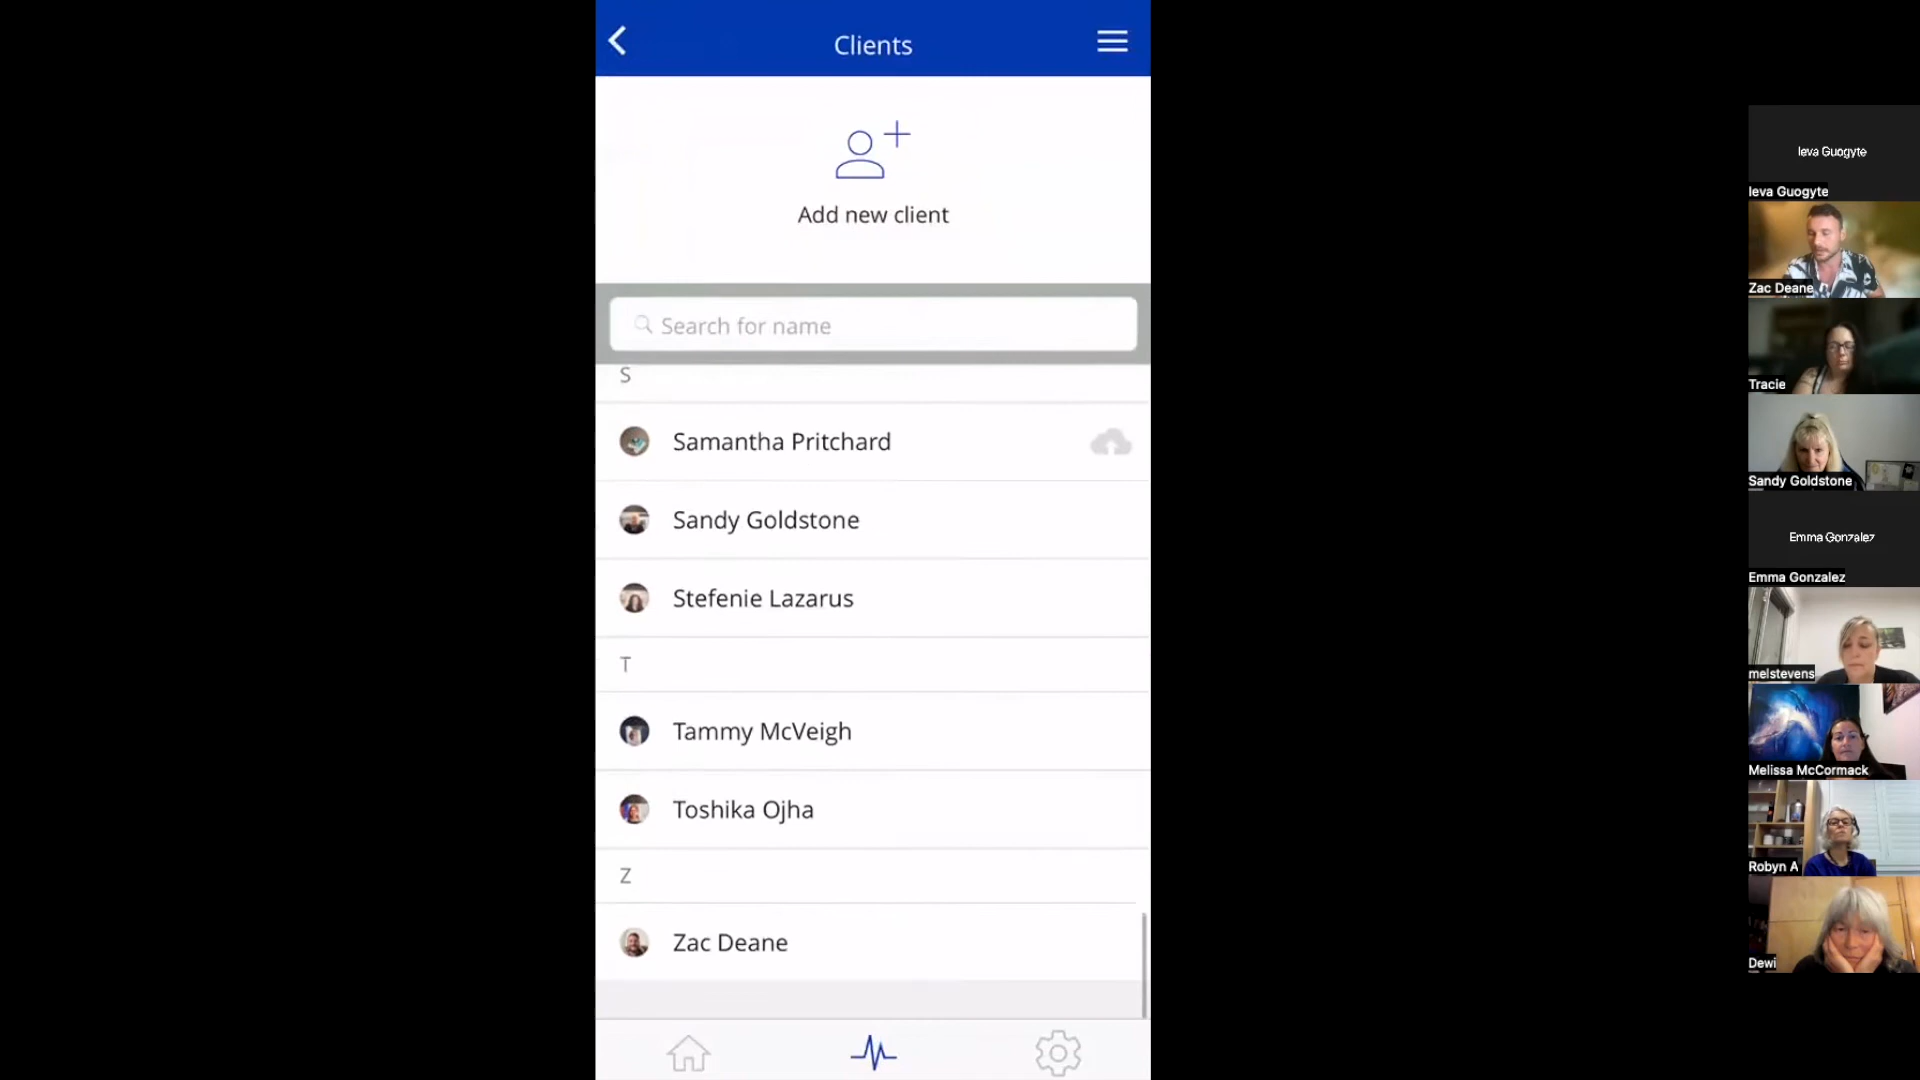 Clients
Add new client
Search for name
S
Samantha Pritchard
Sandy Goldstone
Stefenie Lazarus
T
Tammy McVeigh
Toshika Ojha
Z
Zac Deane
Ieva Guogyte
Ieva Guogyte
Zac Deane
Tracie
Sandy Goldstone
Emma Gonzalez
Emma Gonzalez
melstevens
Melissa McCormack
Robyn A
Dewi